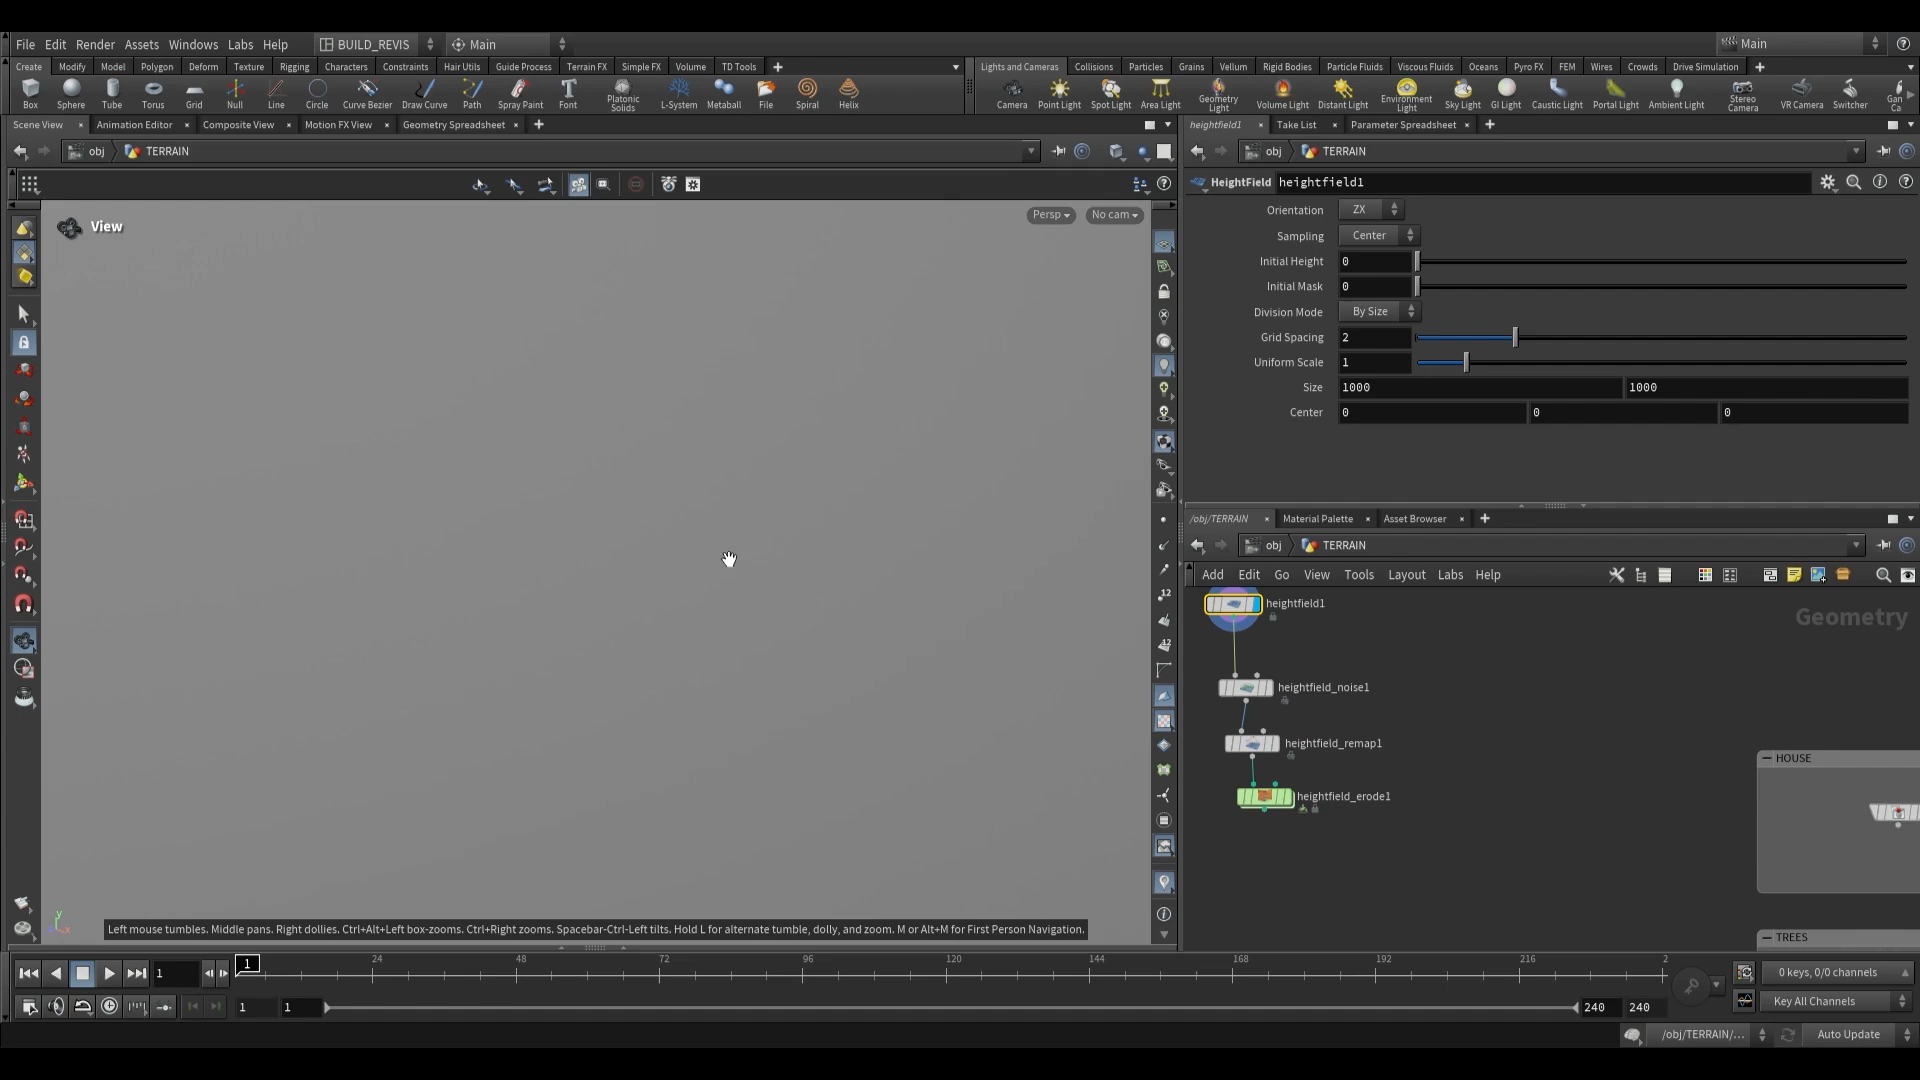 File Edit Render Assets Windows Labs Help BUILD_REVIS Main Main
Create Modify Model Polygon Deform Texture Rigging Characters Constraints Hair Utils Guide Process Terrain FX Simple FX Volume TD Tools
Lights and Cameras Collisions Particles Grains Vellum Rigid Bodies Particle Fluids Viscous Fluids Oceans Pyro FX FEM Wires Crowds Drive Simulation
Box Sphere Tube Torus Grid Null Line Circle Curve Bezier Draw Curve Path Spray Paint Font Platonic Solids L-System Metaball File Spiral Helix
Camera Point Light Spot Light Area Light Geometry Light Volume Light Distant Light Environment Light Sky Light GI Light Caustic Light Portal Light Ambient Light Stereo Camera VR Camera Switcher Gan Ca
Scene View Animation Editor Composite View Motion FX View Geometry Spreadsheet
heightfield1 Take List Parameter Spreadsheet
obj TERRAIN
obj TERRAIN
HeightField heightfield1
View
Persp No cam
Orientation ZX
Sampling Center
Initial Height 0
Initial Mask 0
Division Mode By Size
Grid Spacing 2
Uniform Scale 1
Size 1000 1000
Center 0 0 0
/obj/TERRAIN Material Palette Asset Browser
obj TERRAIN
Add Edit Go View Tools Layout Labs Help
Geometry
heightfield1
heightfield_noise1
heightfield_remap1
heightfield_erode1
HOUSE
TREES
12
12
y
x
Left mouse tumbles. Middle pans. Right dollies. Ctrl+Alt+Left box-zooms. Ctrl+Right zooms. Spacebar-Ctrl-Left tilts. Hold L for alternate tumble, dolly, and zoom. M or Alt+M for First Person Navigation.
1 1 24 48 72 96 120 144 168 192 216 2
0 keys, 0/0 channels
1 1 240 240
Key All Channels
/obj/TERRAIN/... Auto Update